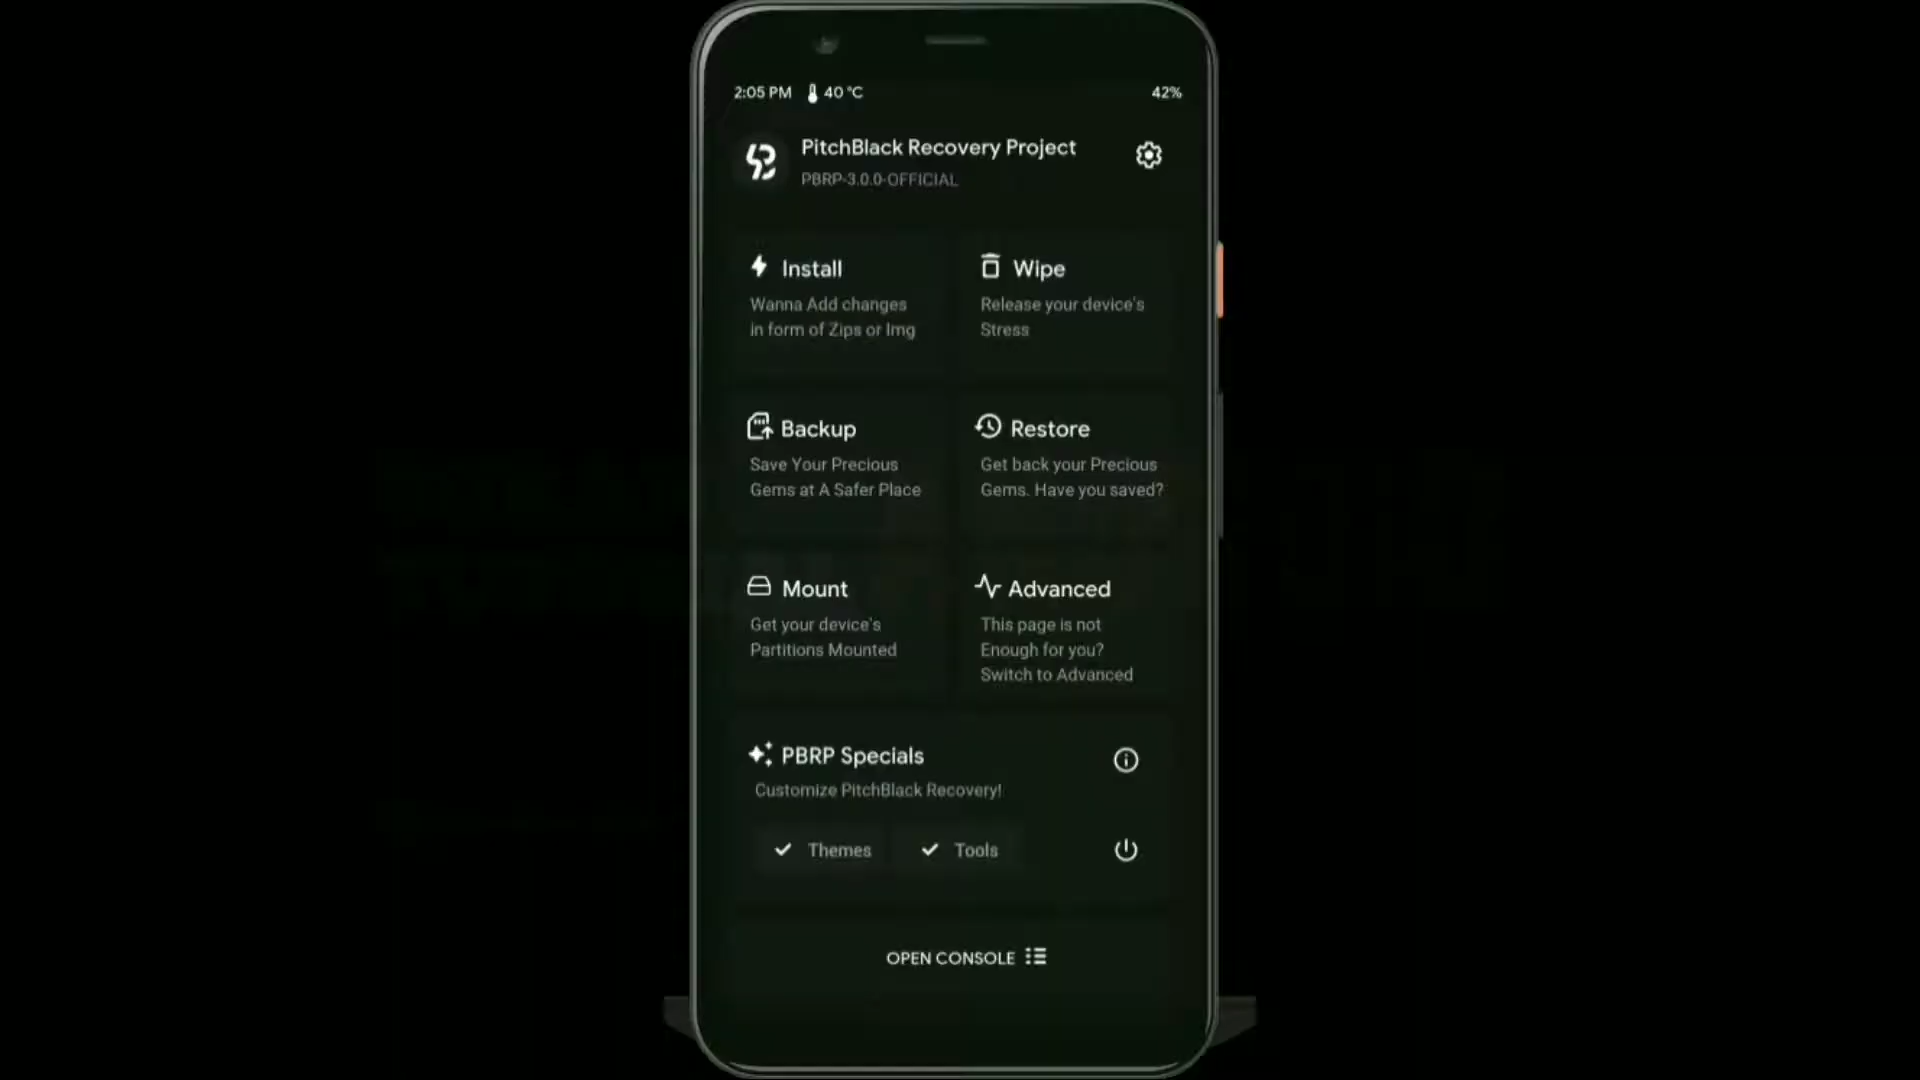 2:05 PM 40 °C 42%
PitchBlack Recovery Project
PBRP-3.0.0-OFFICIAL
Install
Wanna Add changes
in form of Zips or Img
Wipe
Release your device's
Stress
Backup
Save Your Precious
Gems at A Safer Place
Restore
Get back your Precious
Gems. Have you saved?
Mount
Get your device's
Partitions Mounted
Advanced
This page is not
Enough for you?
Switch to Advanced
PBRP Specials
Customize PitchBlack Recovery!
Themes Tools
OPEN CONSOLE